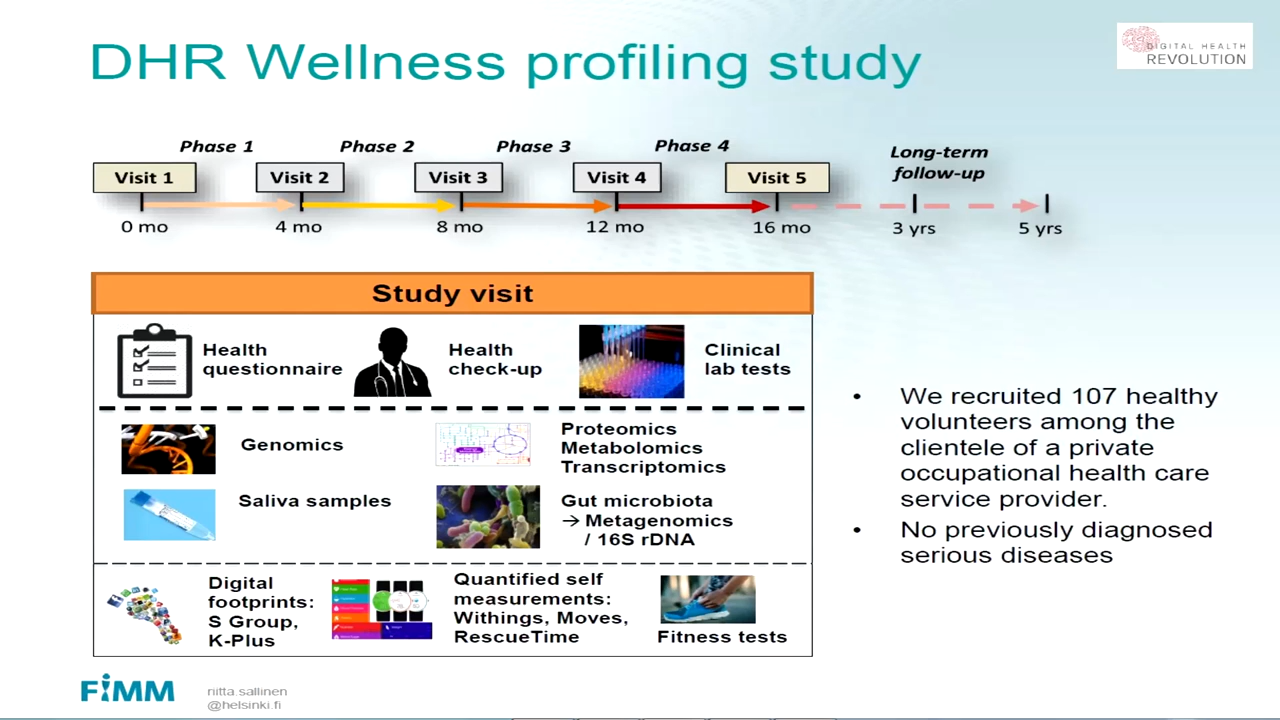 DHR Wellness profiling study
DIGITAL HEALTH
REVOLUTION
Phase 1
Phase 2
Phase 3
Phase 4
Long-term
follow-up
Visit 1
Visit 2
Visit 3
Visit 4
Visit 5
0 mo
4 mo
8 mo
12 mo
16 mo
3 yrs
5 yrs
Study visit
Health
questionnaire
Health
check-up
Clinical
lab tests
Genomics
Proteomics
Metabolomics
Transcriptomics
Saliva samples
Gut microbiota
→ Metagenomics
/ 16S rDNA
Digital
footprints:
S Group,
K-Plus
Quantified self
measurements:
Withings, Moves,
RescueTime
Fitness tests
• We recruited 107 healthy
volunteers among the
clientele of a private
occupational health care
service provider.
• No previously diagnosed
serious diseases
FiMM
riitta.sallinen
@helsinki.fi